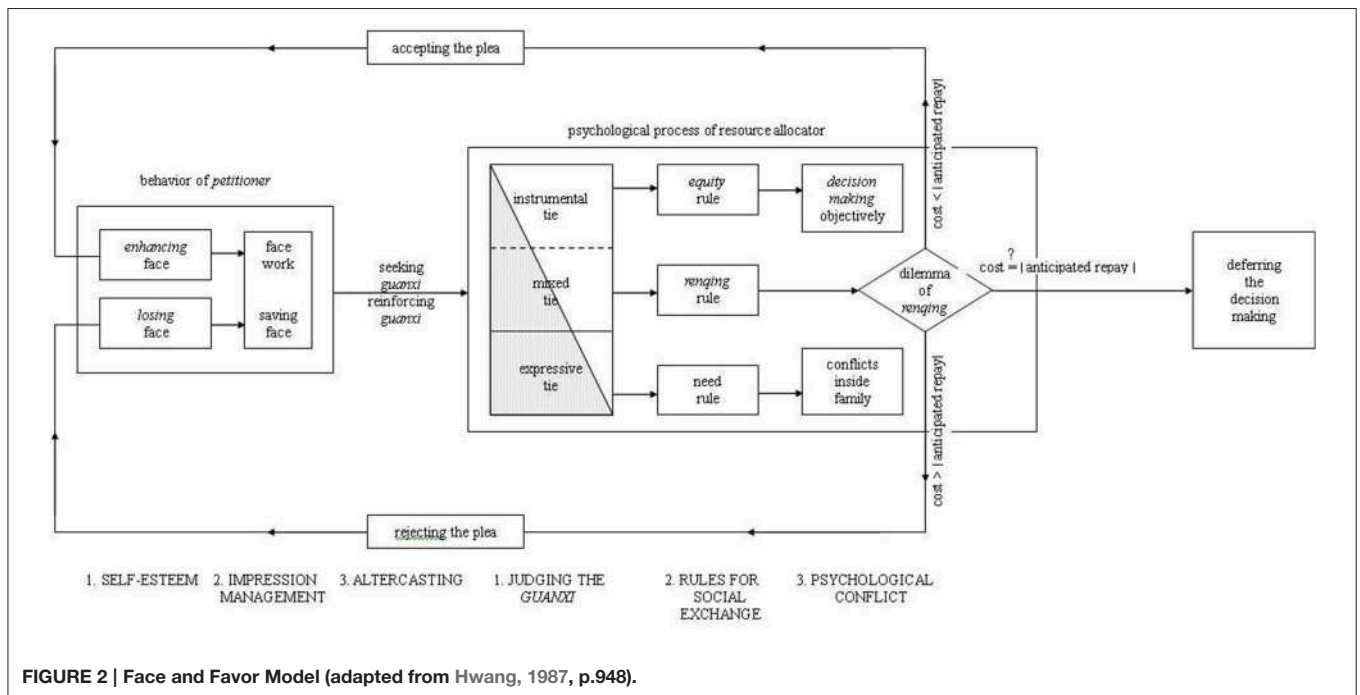 accepting the plea
psychological process of resource allocator
behavior of petitioner
enhancing
face
losing
face
face
work
saving
face
seeking
guanxi
reinforcing
guanxi
instrumental
tie
mixed
tie
expressive
tie
equity
rule
renqing
rule
need
rule
decision
making
objectively
dilemma
of
renqing
conflicts
inside
family
cost < | anticipated repay|
?
cost = | anticipated repay |
cost > | anticipated repay|
deferring
the
decision
making
rejecting the plea
1. SELF-ESTEEM
2. IMPRESSION
MANAGEMENT
3. ALTERCASTING
1. JUDGING THE
GUANXI
2. RULES FOR
SOCIAL
EXCHANGE
3. PSYCHOLOGICAL
CONFLICT
FIGURE 2 | Face and Favor Model (adapted from Hwang, 1987, p.948).